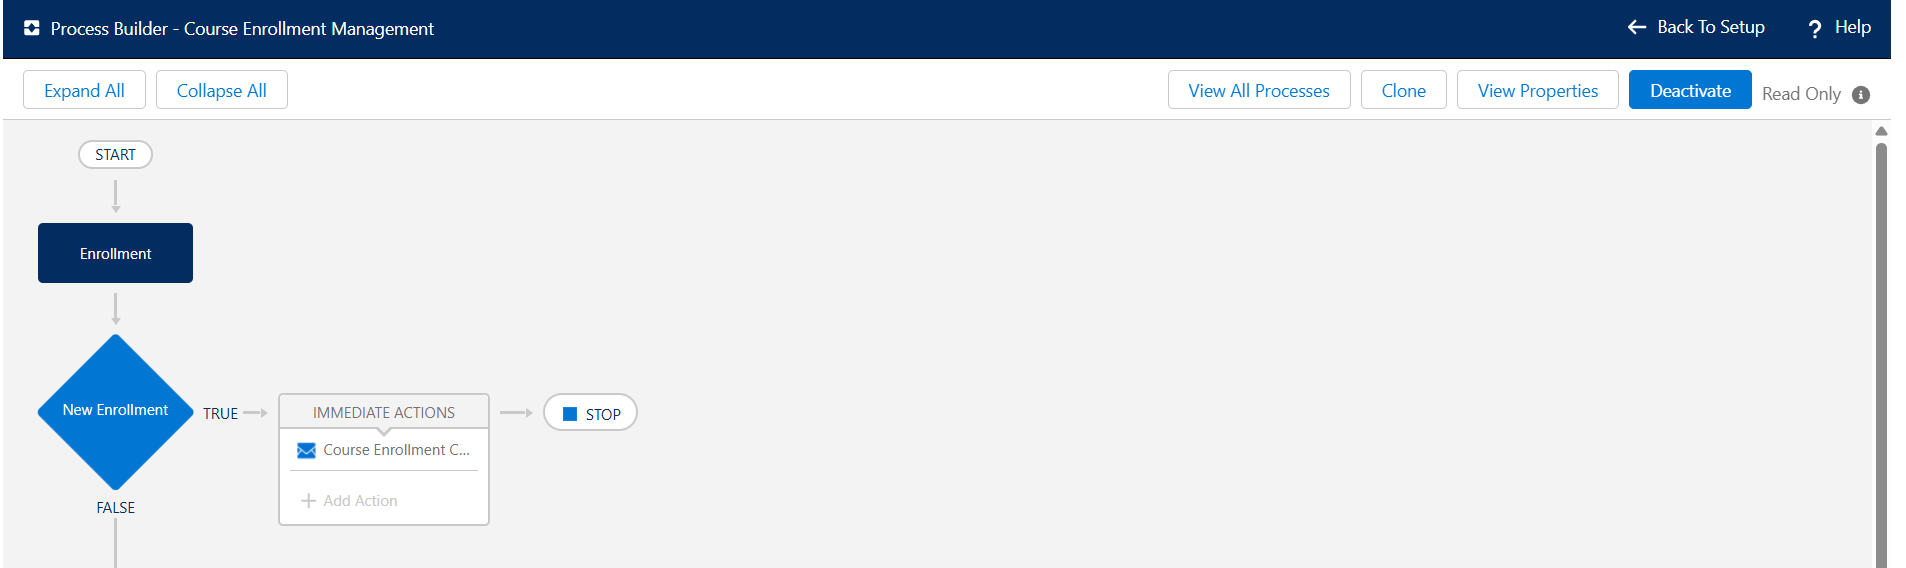 Process Builder - Course Enrollment Management
Back To Setup
? Help
Expand All
Collapse All
View All Processes
Clone
View Properties
Deactivate
Read Only
START
Enrollment
New Enrollment
TRUE
IMMEDIATE ACTIONS
STOP
Course Enrollment C...
Add Action
FALSE